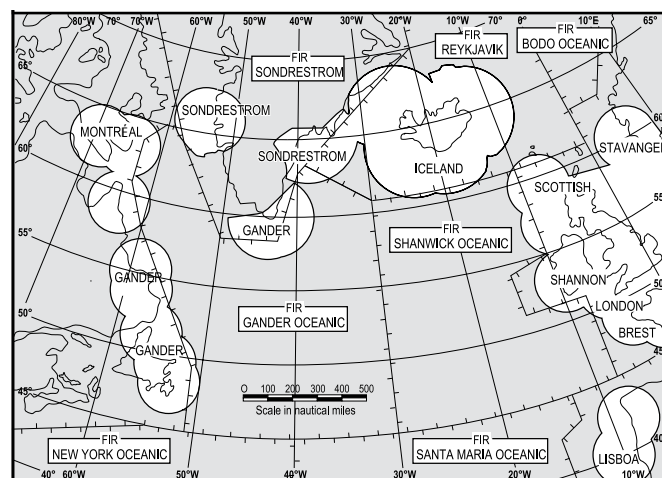 80°W 70°W 60°W 50°W 40°W 30°W 20°W 10°W 0° 10°E 65°
FIR
SONDRESTROM
FIR
REYKJAVIK
FIR
BODO OCEANIC
65°
60°
SONDRESTROM
MONTRÉAL
60°
STAVANGER
SONDRESTROM
ICELAND
SCOTTISH
55°
55°
GANDER
FIR
SHANWICK OCEANIC
SHANNON
50°
GANDER
FIR
GANDER OCEANIC
LONDON
BREST
50°
45°
GANDER
45°
0 100 200 300 400 500
Scale in nautical miles
FIR
NEW YORK OCEANIC
FIR
SANTA MARIA OCEANIC
LISBOA
40°
40° 60°W 50°W 40°W 30°W 20°W 10°W